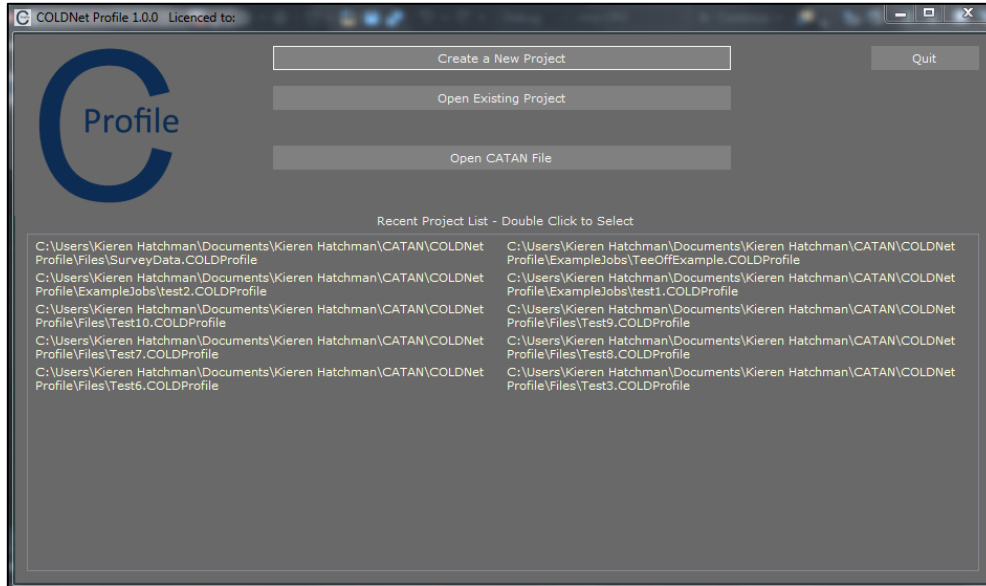 COLDNet Profile 1.0.0 Licenced to:
Create a New Project
Quit
Open Existing Project
C
Profile
Open CATAN File
Recent Project List - Double Click to Select
C:\Users\Kieren Hatchman\Documents\Kieren Hatchman\CATAN\COLDNet
Profile\Files\SurveyData.COLDProfile
C:\Users\Kieren Hatchman\Documents\Kieren Hatchman\CATAN\COLDNet
Profile\ExampleJobs\TeeOffExample.COLDProfile
C:\Users\Kieren Hatchman\Documents\Kieren Hatchman\CATAN\COLDNet
Profile\ExampleJobs\test2.COLDProfile
C:\Users\Kieren Hatchman\Documents\Kieren Hatchman\CATAN\COLDNet
Profile\ExampleJobs\test1.COLDProfile
C:\Users\Kieren Hatchman\Documents\Kieren Hatchman\CATAN\COLDNet
Profile\Files\Test10.COLDProfile
C:\Users\Kieren Hatchman\Documents\Kieren Hatchman\CATAN\COLDNet
Profile\Files\Test9.COLDProfile
C:\Users\Kieren Hatchman\Documents\Kieren Hatchman\CATAN\COLDNet
Profile\Files\Test7.COLDProfile
C:\Users\Kieren Hatchman\Documents\Kieren Hatchman\CATAN\COLDNet
Profile\Files\Test8.COLDProfile
C:\Users\Kieren Hatchman\Documents\Kieren Hatchman\CATAN\COLDNet
Profile\Files\Test6.COLDProfile
C:\Users\Kieren Hatchman\Documents\Kieren Hatchman\CATAN\COLDNet
Profile\Files\Test3.COLDProfile